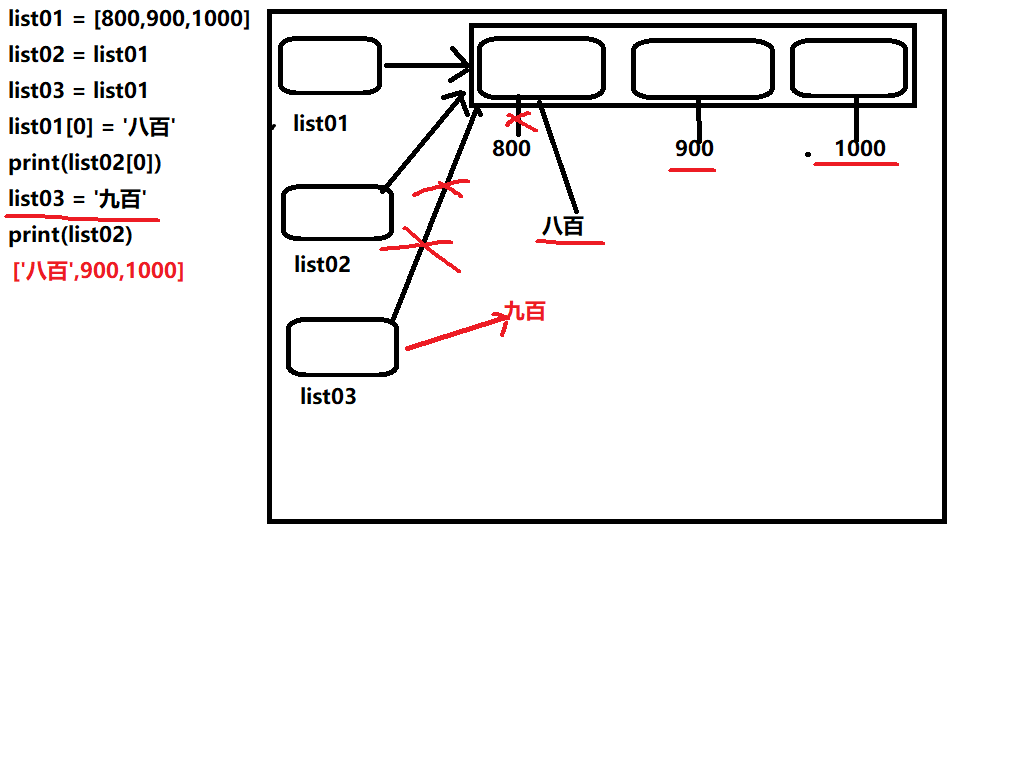 list01 = [800,900,1000]
list02 = list01
list03 = list01
list01[0] = '八百'
print(list02[0])
list03 = '九百'
print(list02)
['八百',900,1000]
list01
800
900
1000
八百
list02
九百
list03